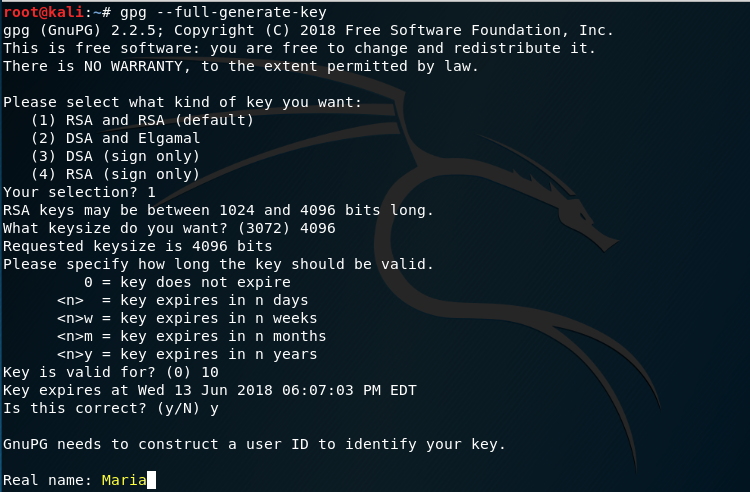 root@kali:~# gpg --full-generate-key
gpg (GnuPG) 2.2.5; Copyright (C) 2018 Free Software Foundation, Inc.
This is free software: you are free to change and redistribute it.
There is NO WARRANTY, to the extent permitted by law.

Please select what kind of key you want:
   (1) RSA and RSA (default)
   (2) DSA and Elgamal
   (3) DSA (sign only)
   (4) RSA (sign only)
Your selection? 1
RSA keys may be between 1024 and 4096 bits long.
What keysize do you want? (3072) 4096
Requested keysize is 4096 bits
Please specify how long the key should be valid.
         0 = key does not expire
      <n>  = key expires in n days
      <n>w = key expires in n weeks
      <n>m = key expires in n months
      <n>y = key expires in n years
Key is valid for? (0) 10
Key expires at Wed 13 Jun 2018 06:07:03 PM EDT
Is this correct? (y/N) y

GnuPG needs to construct a user ID to identify your key.

Real name: Maria